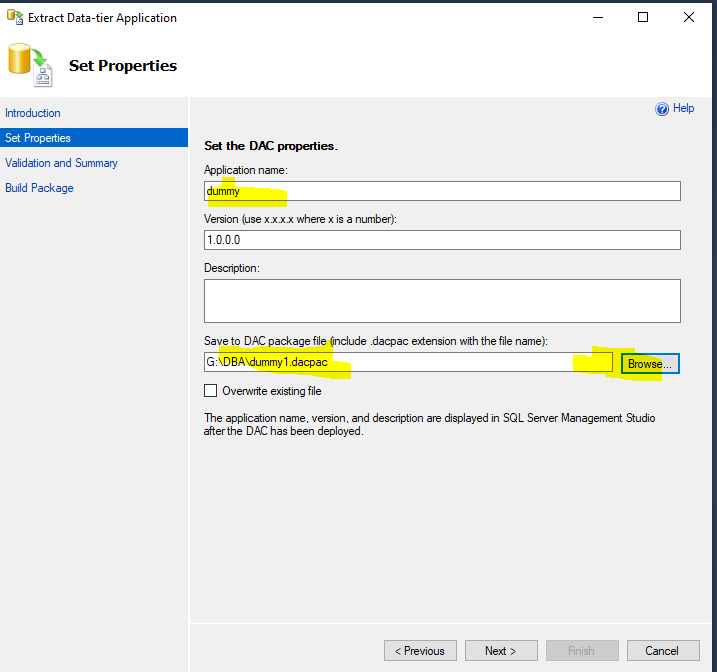 Extract Data-tier Application
Set Properties
Introduction
Set Properties
Validation and Summary
Build Package
Help
Set the DAC properties.
Application name:
dummy
Version (use x.x.x.x where x is a number):
1.0.0.0
Description:
Save to DAC package file (include .dacpac extension with the file name):
G:\DBA\dummy1.dacpac
Browse...
Overwrite existing file
The application name, version, and description are displayed in SQL Server Management Studio
after the DAC has been deployed.
< Previous
Next >
Finish
Cancel